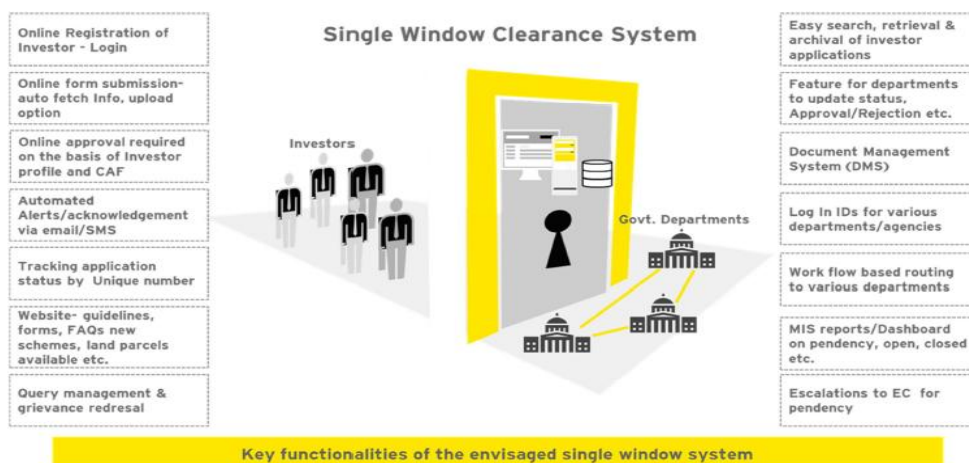 Single Window Clearance System
Online Registration of
Investor - Login
Online form submission-
auto fetch Info, upload
option
Online approval required
on the basis of Investor
profile and CAF
Automated
Alerts/acknowledgement
via email/SMS
Tracking application
status by Unique number
Website- guidelines,
forms, FAQs new
schemes, land parcels
available etc.
Query management &
grievance redresal
Investors
Govt. Departments
Easy search, retrieval &
archival of investor
applications
Feature for departments
to update status,
Approval/Rejection etc.
Document Management
System (DMS)
Log In IDs for various
departments/agencies
Work flow based routing
to various departments
MIS reports/Dashboard
on pendency, open, closed
etc.
Escalations to EC for
pendency
Key functionalities of the envisaged single window system